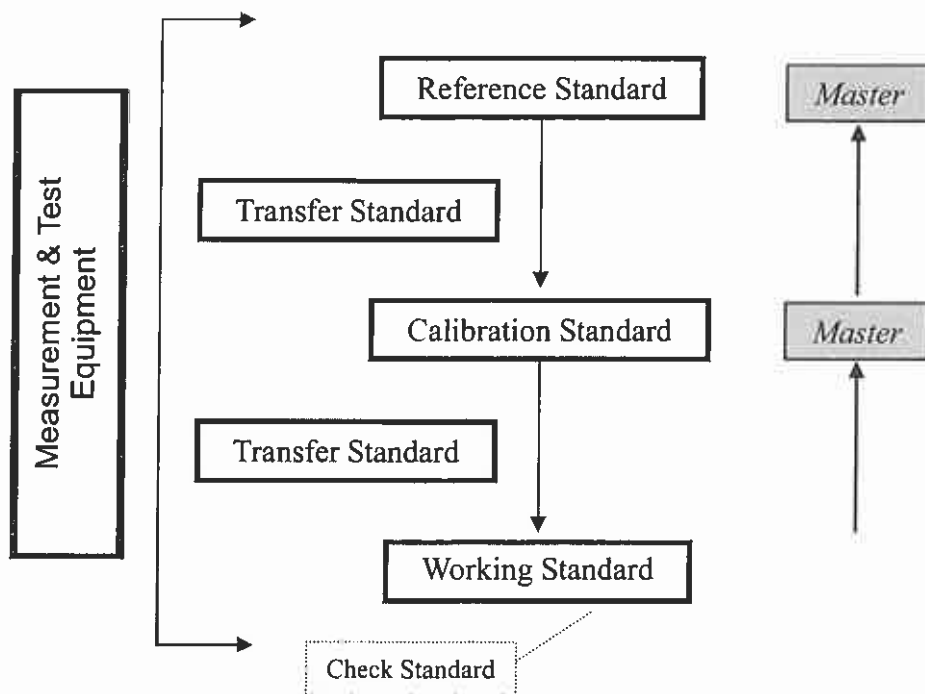 Measurement & Test
Equipment
Reference Standard
Master
Transfer Standard
Calibration Standard
Master
Transfer Standard
Working Standard
Check Standard